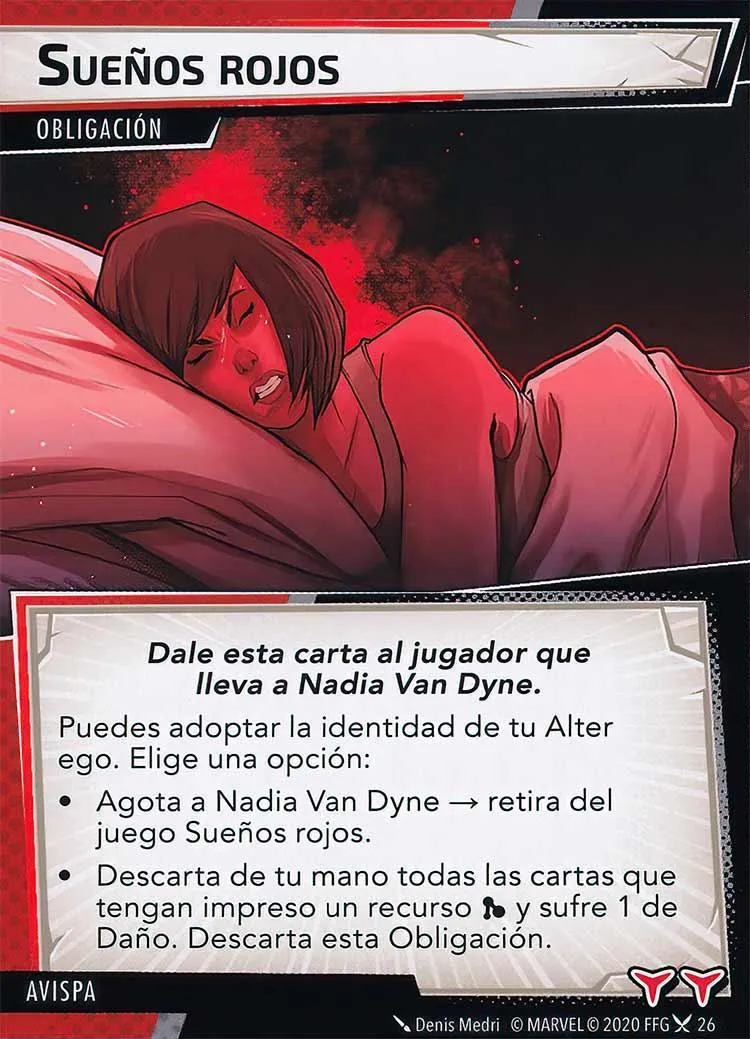 SUEÑOS ROJOS
OBLIGACIÓN
Dale esta carta al jugador que
lleva a Nadia Van Dyne.
Puedes adoptar la identidad de tu Alter
ego. Elige una opción:
• Agota a Nadia Van Dyne → retira del
juego Sueños rojos.
• Descarta de tu mano todas las cartas que
tengan impreso un recurso y sufre 1 de
Daño. Descarta esta Obligación.
AVISPA
Denis Medri © MARVEL © 2020 FFG 26